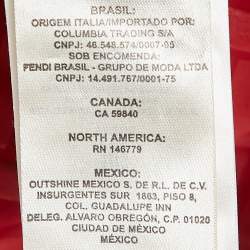 BRASIL:
ORIGEM ITALIA/IMPORTADO POR:
COLUMBIA TRADING S/A
CNPJ: 46.548.574/0007-05
SOB ENCOMENDA:
FENDI BRASIL - GRUPO DE MODA LTDA
CNPJ: 14.491.767/0001-75
CANADA:
CA 59840
NORTH AMERICA:
RN 146779
MEXICO:
OUTSHINE MEXICO S. DE R.L. DE C.V.
INSURGENTES SUR 1863, PISO 8,
COL. GUADALUPE INN
DELEG. ALVARO OBREGÓN, C.P. 01020
CIUDAD DE MÉXICO
MÉXICO